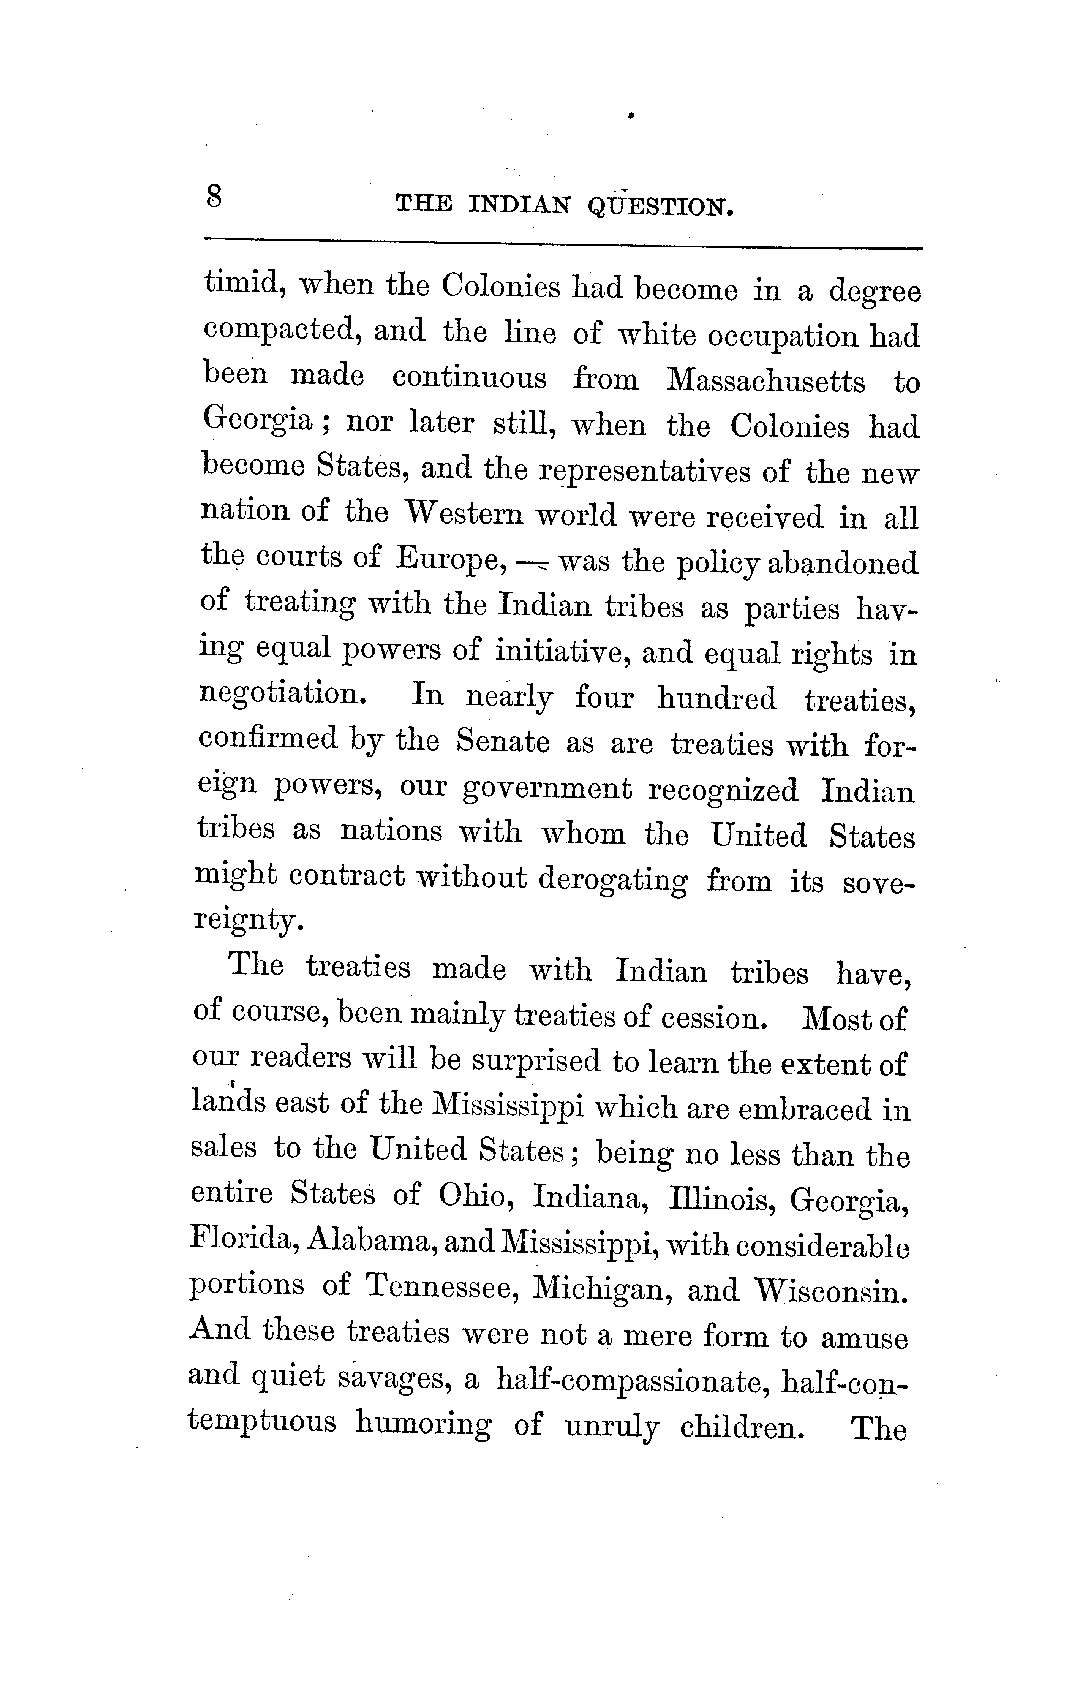 8 THE INDIAN QUESTION.
timid, when the Colonies had become in a degree
compacted, and the line of white occupation had
been made continuous from Massachusetts to
Georgia; nor later still, when the Colonies had
become States, and the representatives of the new
nation of the Western world were received in all
the courts of Europe, — was the policy abandoned
of treating with the Indian tribes as parties hav-
ing equal powers of initiative, and equal rights in
negotiation. In nearly four hundred treaties,
confirmed by the Senate as are treaties with for-
eign powers, our government recognized Indian
tribes as nations with whom the United States
might contract without derogating from its sove-
reignty.
The treaties made with Indian tribes have,
of course, been mainly treaties of cession. Most of
our readers will be surprised to learn the extent of
lands east of the Mississippi which are embraced in
sales to the United States; being no less than the
entire States of Ohio, Indiana, Illinois, Georgia,
Florida, Alabama, and Mississippi, with considerable
portions of Tennessee, Michigan, and Wisconsin.
And these treaties were not a mere form to amuse
and quiet savages, a half-compassionate, half-con-
temptuous humoring of unruly children. The